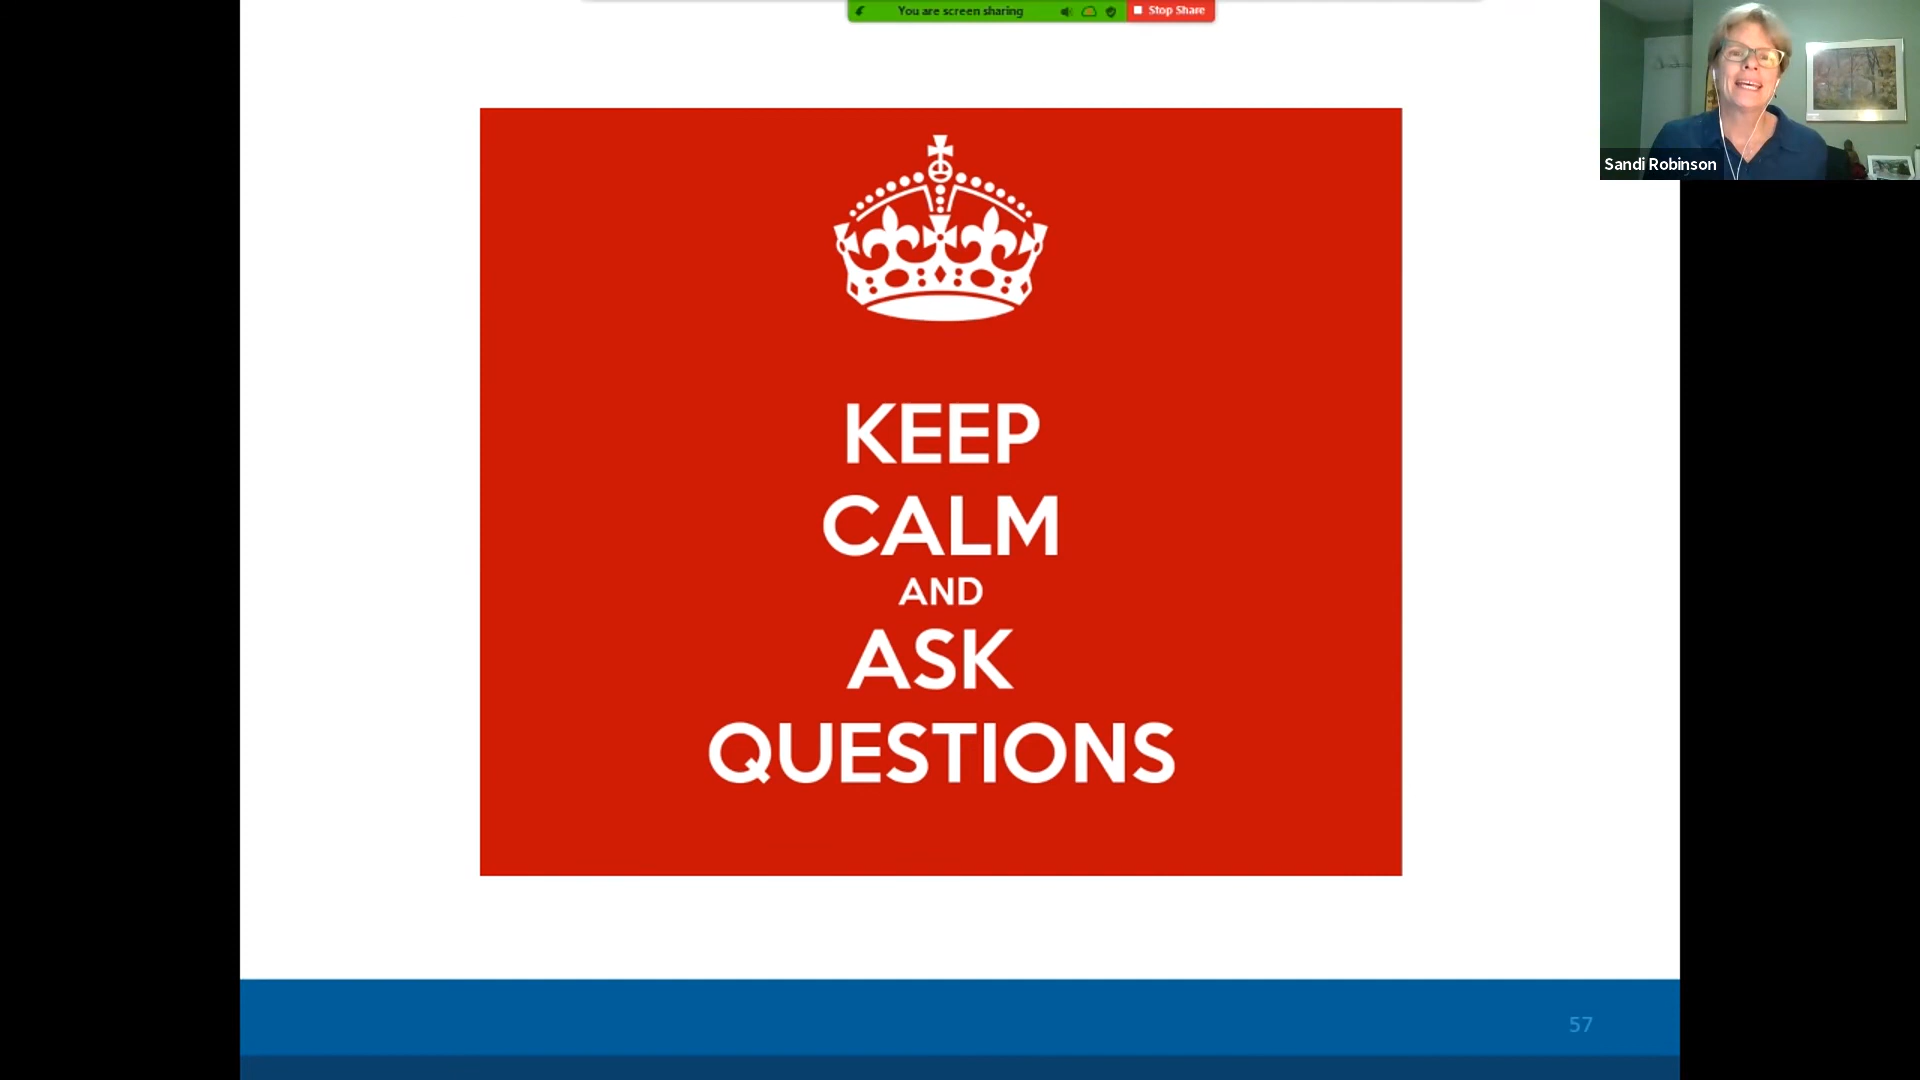 You are screen sharing
Stop Share
Sandi Robinson
KEEP
CALM
AND
ASK
QUESTIONS
57